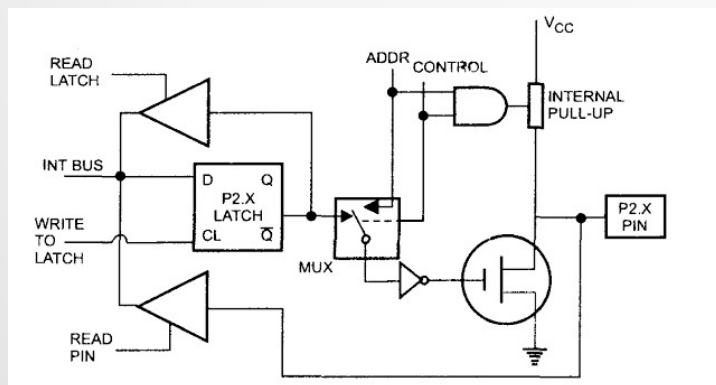 V_CC
ADDR
CONTROL
READ
LATCH
INTERNAL
PULL-UP
INT BUS
D Q
P2.X
LATCH
CL Q̅
P2.X
PIN
WRITE
TO
LATCH
MUX
READ
PIN